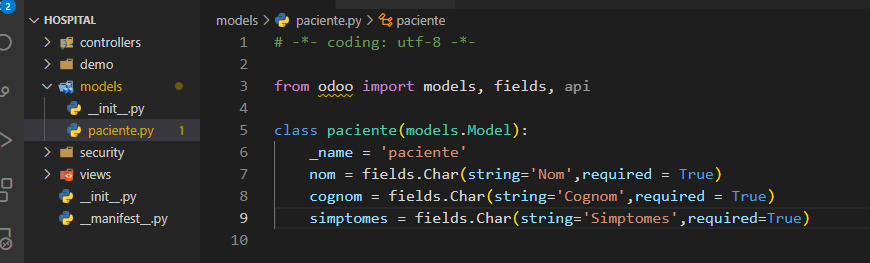 2
HOSPITAL
controllers
demo
models
__init__.py
paciente.py 1
security
views
__init__.py
__manifest__.py
models > paciente.py > paciente
1 # -*- coding: utf-8 -*-
2
3 from odoo import models, fields, api
4
5 class paciente(models.Model):
6     _name = 'paciente'
7     nom = fields.Char(string='Nom',required = True)
8     cognom = fields.Char(string='Cognom',required = True)
9     simptomes = fields.Char(string='Simptomes',required=True)
10